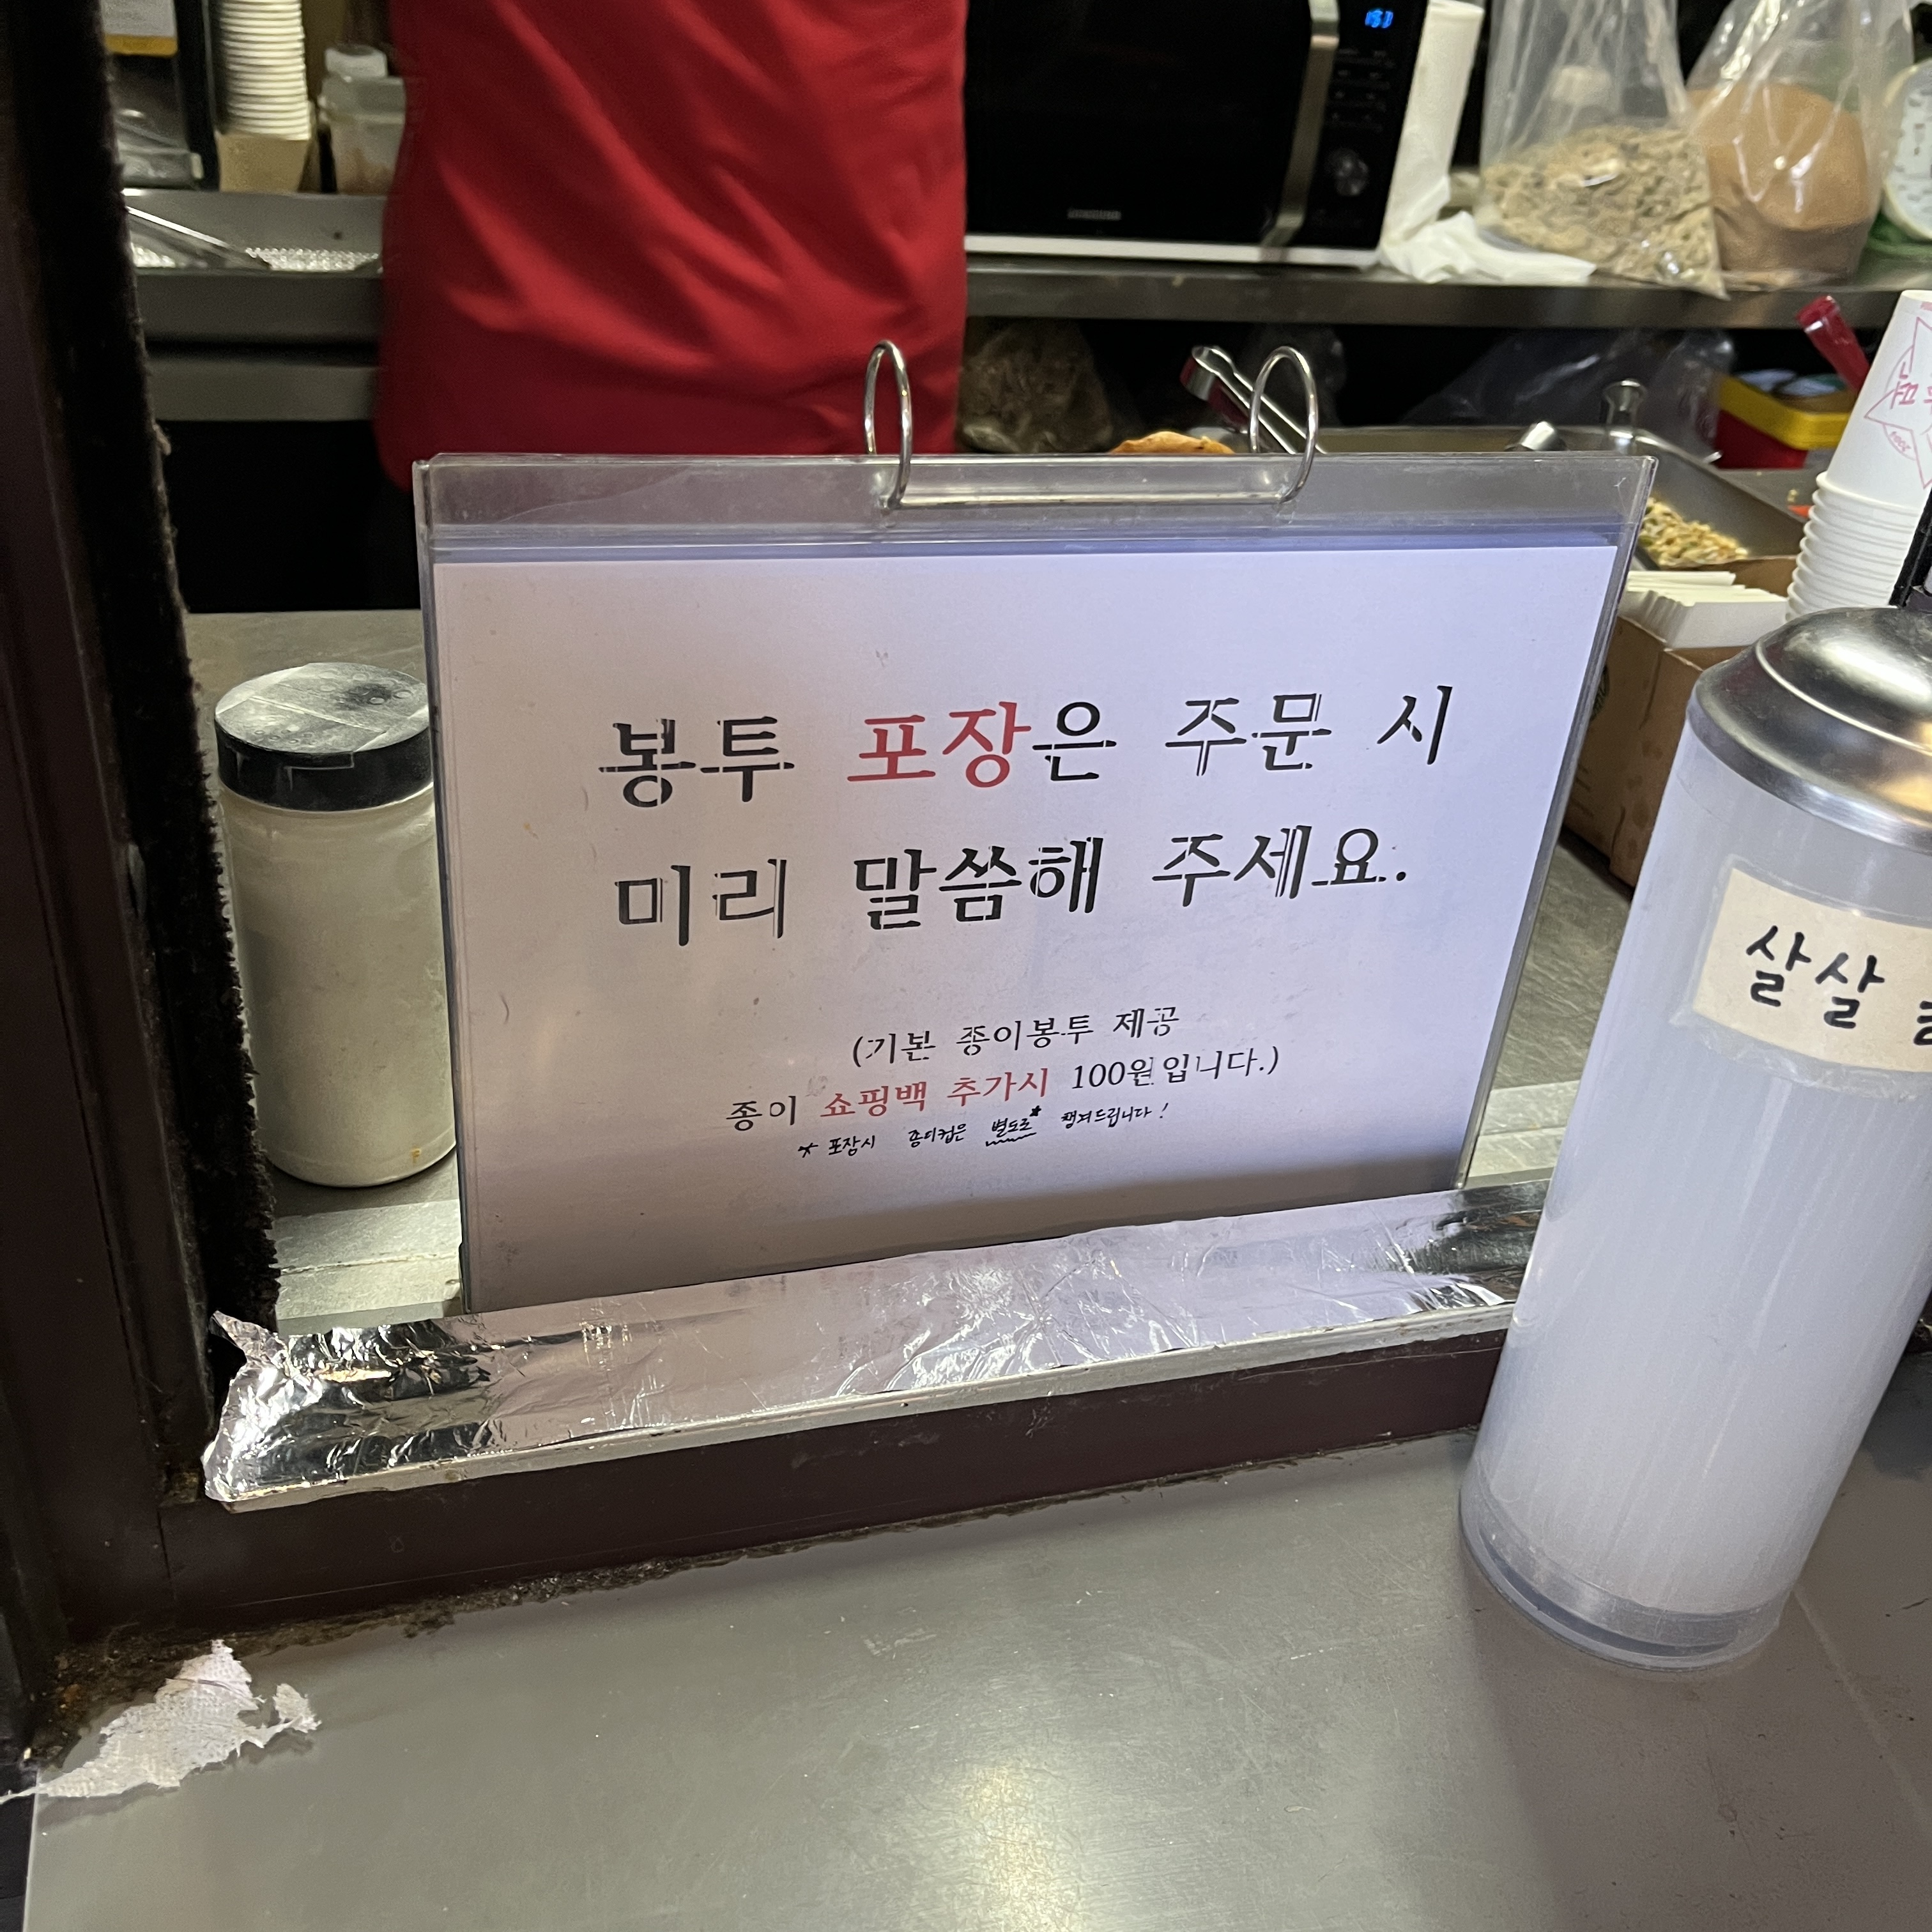 봉투 포장은 주문 시
미리 말씀해 주세요.
(기본 종이봉투 제공
종이 쇼핑백 추가시 100원입니다.)
* 포장시 종이컵은 별도로* 챙겨드립니다!
살살
SAMSUNG